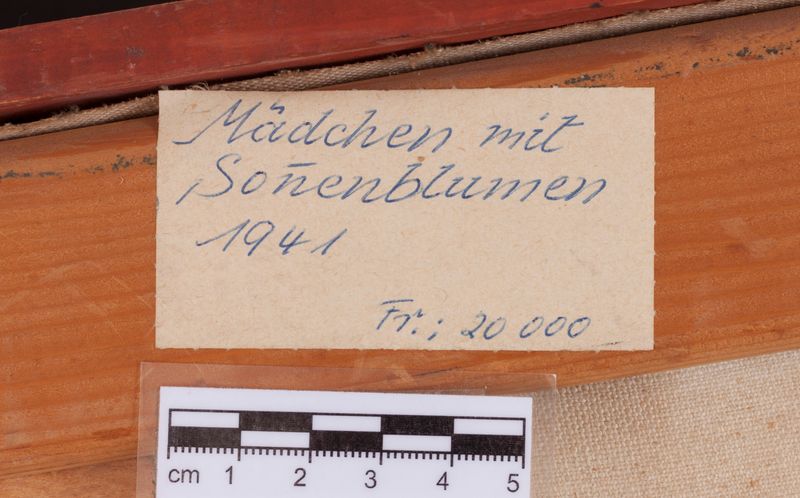 Mädchen mit
Son̄enblumen
1941
Fr.; 20 000
cm 1 2 3 4 5